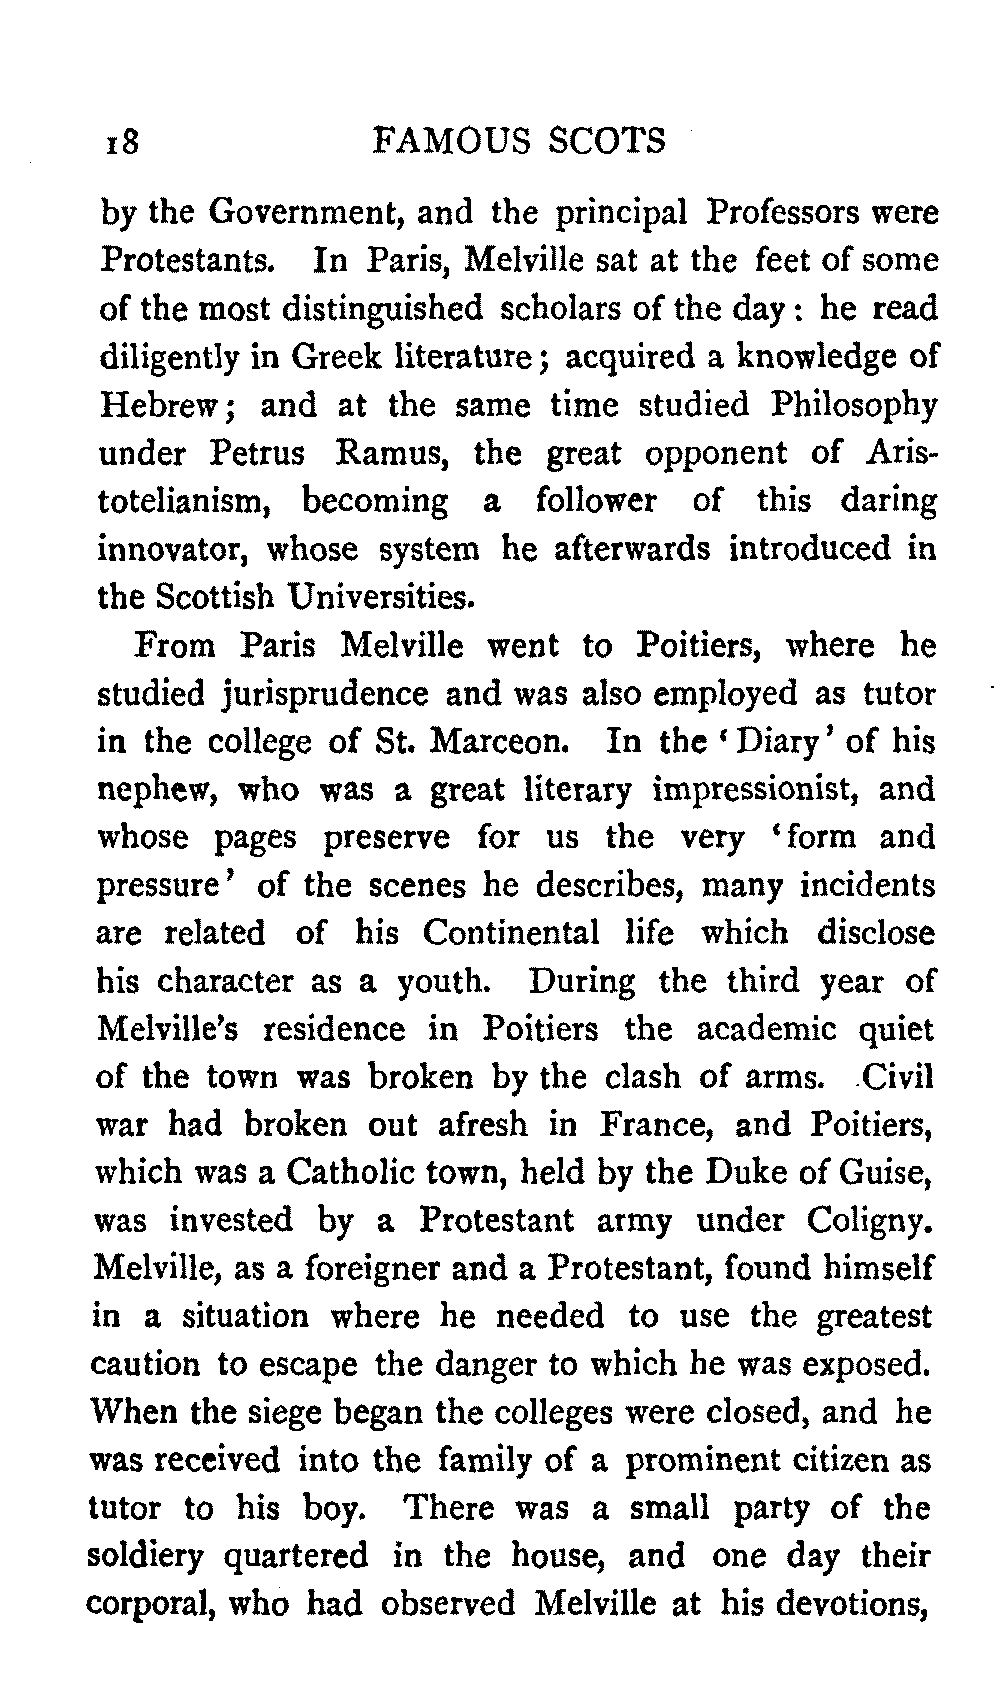 18 FAMOUS SCOTS
by the Government, and the principal Professors were
Protestants. In Paris, Melville sat at the feet of some
of the most distinguished scholars of the day : he read
diligently in Greek literature ; acquired a knowledge of
Hebrew ; and at the same time studied Philosophy
under Petrus Ramus, the great opponent of Aris-
totelianism, becoming a follower of this daring
innovator, whose system he afterwards introduced in
the Scottish Universities.
From Paris Melville went to Poitiers, where he
studied jurisprudence and was also employed as tutor
in the college of St. Marceon. In the ‘ Diary ’ of his
nephew, who was a great literary impressionist, and
whose pages preserve for us the very ‘ form and
pressure ’ of the scenes he describes, many incidents
are related of his Continental life which disclose
his character as a youth. During the third year of
Melville’s residence in Poitiers the academic quiet
of the town was broken by the clash of arms. Civil
war had broken out afresh in France, and Poitiers,
which was a Catholic town, held by the Duke of Guise,
was invested by a Protestant army under Coligny.
Melville, as a foreigner and a Protestant, found himself
in a situation where he needed to use the greatest
caution to escape the danger to which he was exposed.
When the siege began the colleges were closed, and he
was received into the family of a prominent citizen as
tutor to his boy. There was a small party of the
soldiery quartered in the house, and one day their
corporal, who had observed Melville at his devotions,